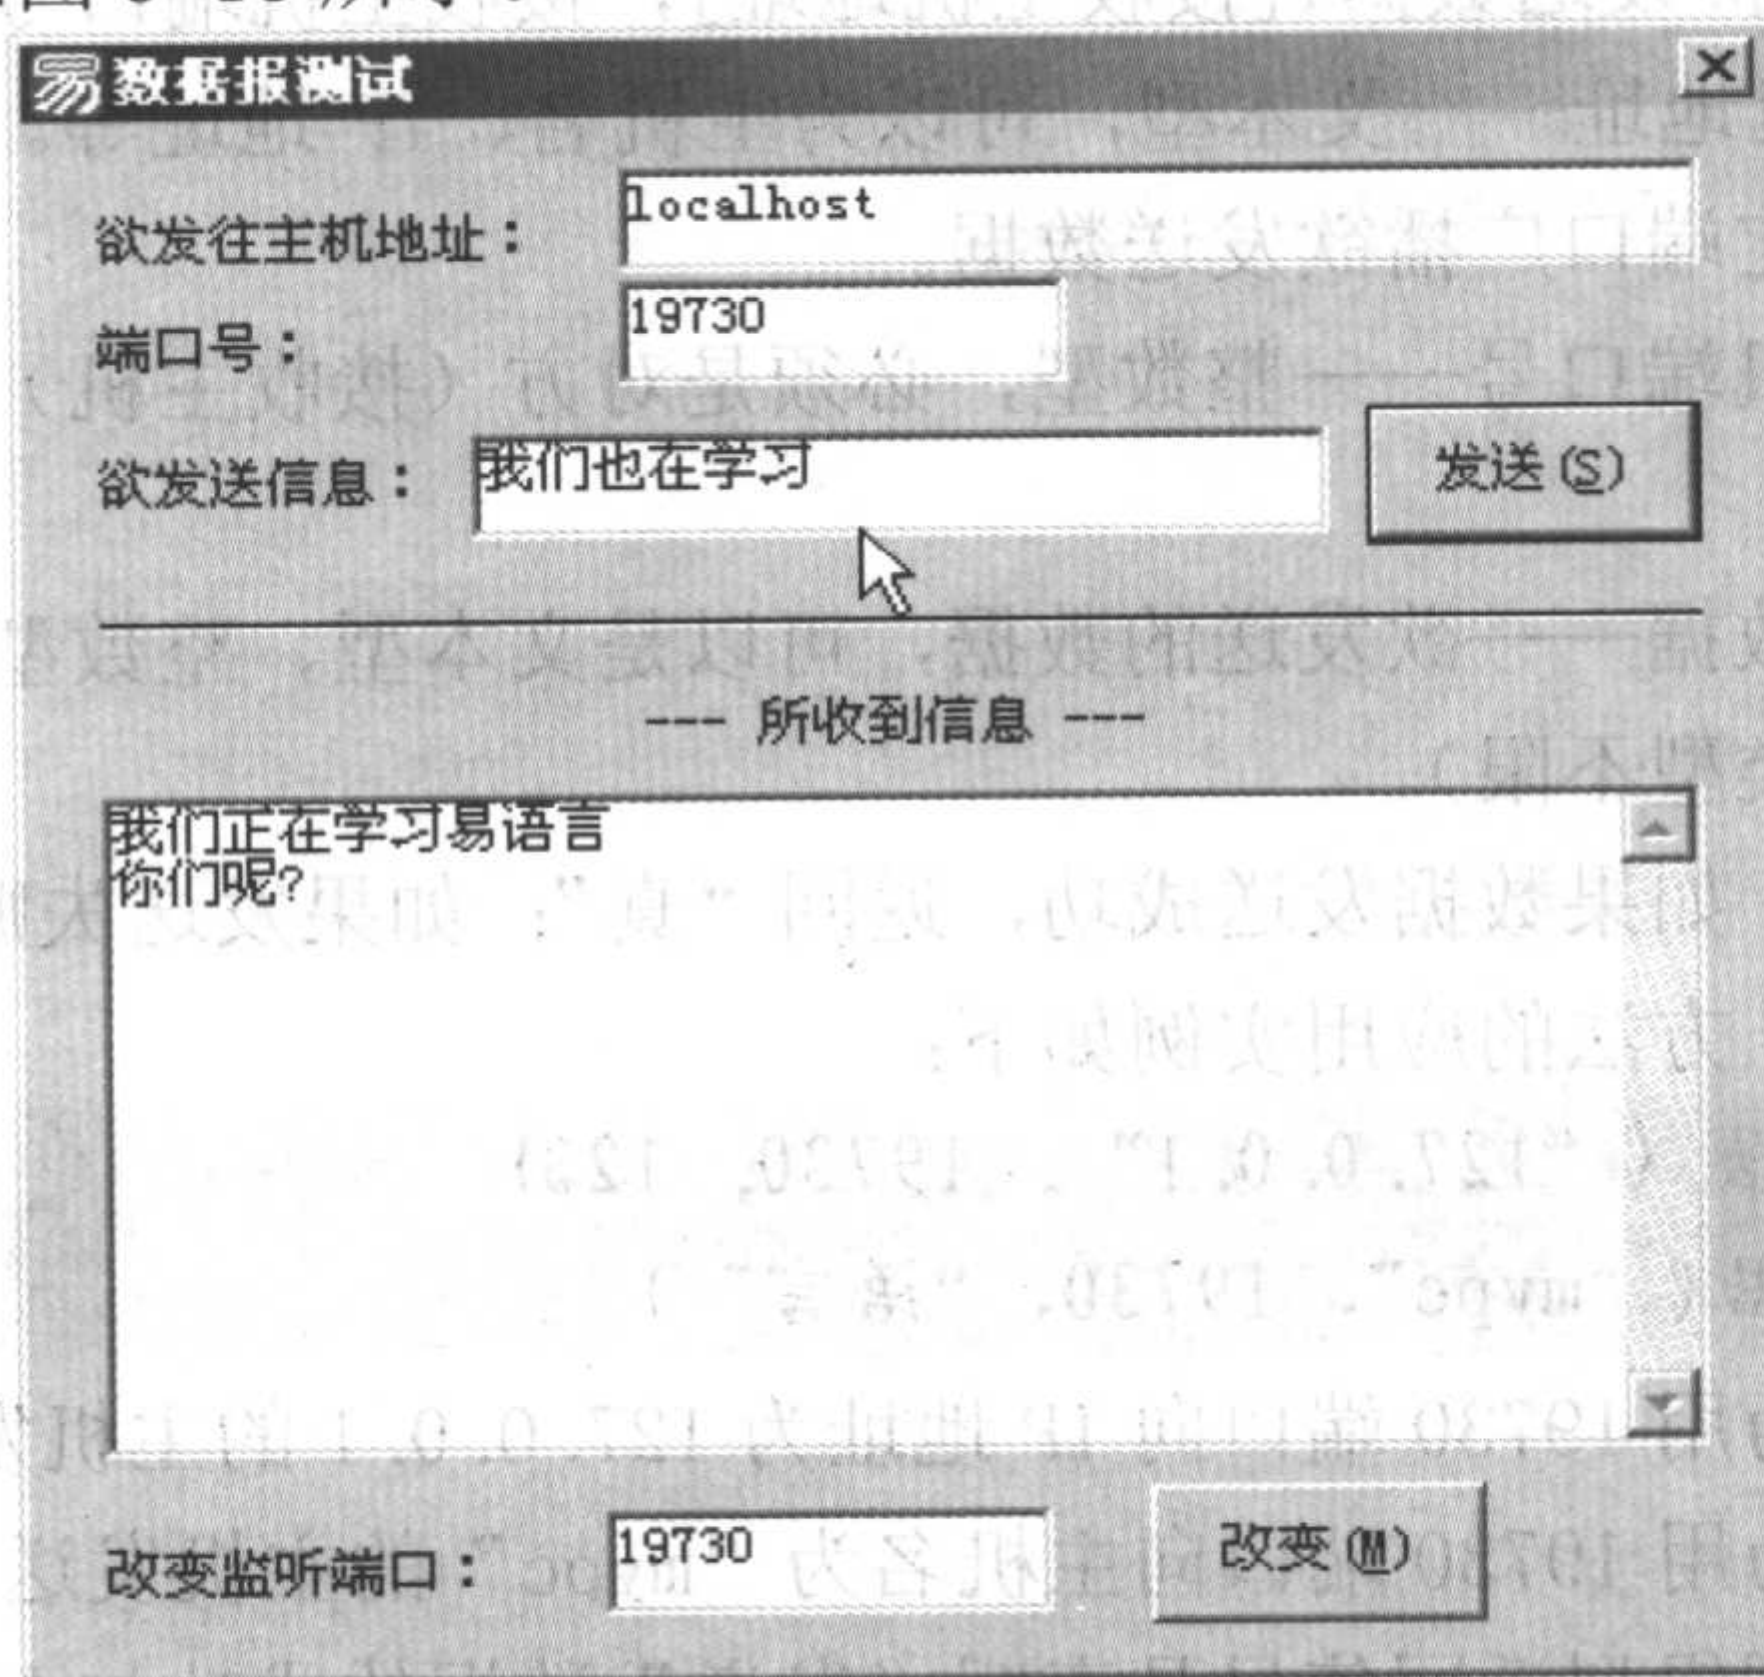 易数据报测试
欲发往主机地址：localhost
端口号：19730
欲发送信息：我们也在学习 发送(S)
--- 所收到信息 ---
我们正在学习易语言
你们呢?
改变监听端口：19730 改变(M)